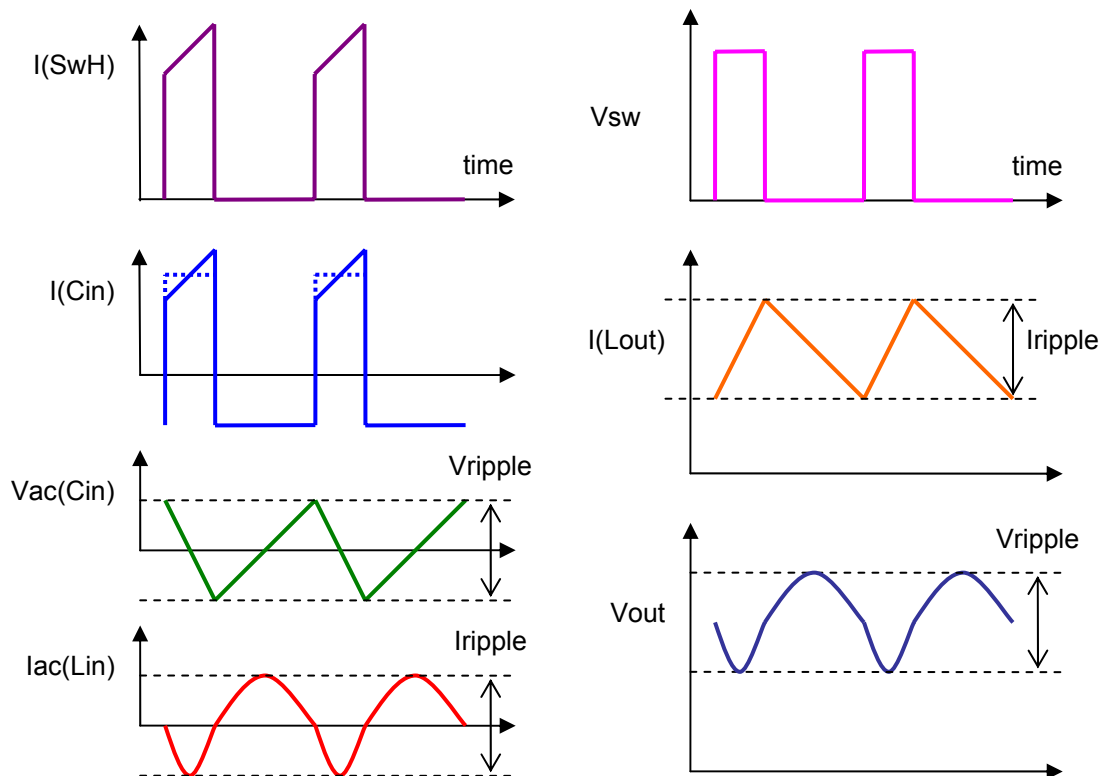 I(SwH)
time
I(Cin)
Vripple
Vac(Cin)
Iripple
Iac(Lin)
Vsw
time
I(Lout)
Iripple
Vripple
Vout